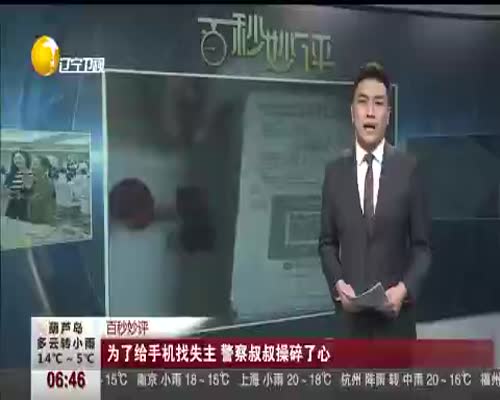 百秒妙评
辽宁卫视
葫芦岛
多云转小雨
14℃~5℃
百秒妙评
为了给手机找失主 警察叔叔操碎了心
06:46
~15℃ 南京 小雨 18~15℃ 上海 小雨 20~18℃ 杭州 阵雨 转 中雨 20~16℃ 福州